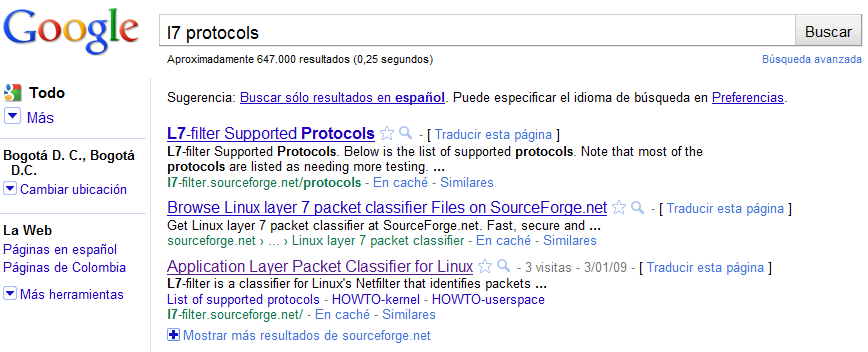 Google
l7 protocols
Buscar
Aproximadamente 647.000 resultados (0,25 segundos)
Búsqueda avanzada
Todo
Más
Bogotá D. C., Bogotá
D.C.
Cambiar ubicación
La Web
Páginas en español
Páginas de Colombia
Más herramientas
Sugerencia: Buscar sólo resultados en español. Puede especificar el idioma de búsqueda en Preferencias.
L7-filter Supported Protocols - [ Traducir esta página ]
L7-filter Supported Protocols. Below is the list of supported protocols. Note that most of the
protocols are listed as needing more testing. ...
l7-filter.sourceforge.net/protocols - En caché - Similares
Browse Linux layer 7 packet classifier Files on SourceForge.net - [ Traducir esta página ]
Get Linux layer 7 packet classifier at SourceForge.net. Fast, secure and ...
sourceforge.net › ... › Linux layer 7 packet classifier - En caché - Similares
Application Layer Packet Classifier for Linux - 3 visitas - 3/01/09 - [ Traducir esta página ]
L7-filter is a classifier for Linux's Netfilter that identifies packets ...
List of supported protocols - HOWTO-kernel - HOWTO-userspace
l7-filter.sourceforge.net/ - En caché - Similares
Mostrar más resultados de sourceforge.net